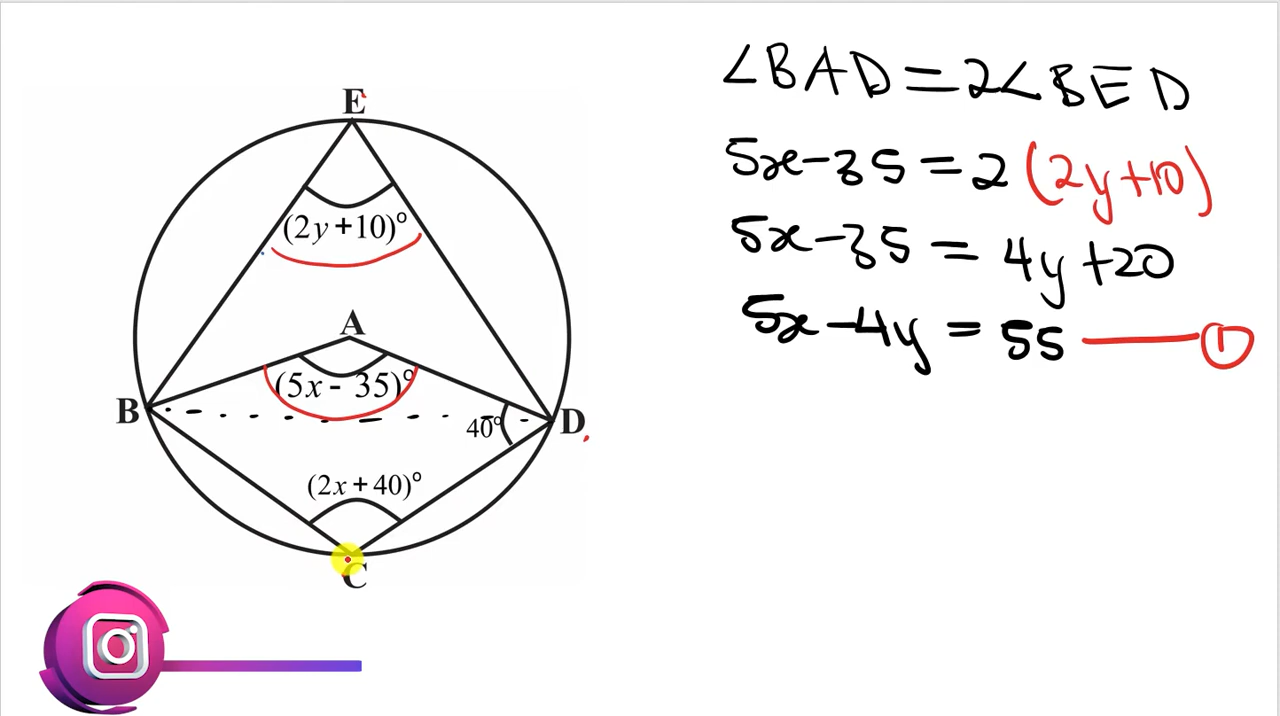 E
(2y+10)°
A
(5x - 35)°
B
D
40°
(2x + 40)°
C
∠BAD = 2∠BED
5x - 35 = 2 (2y+10)
5x - 35 = 4y + 20
5x - 4y = 55 —— ①